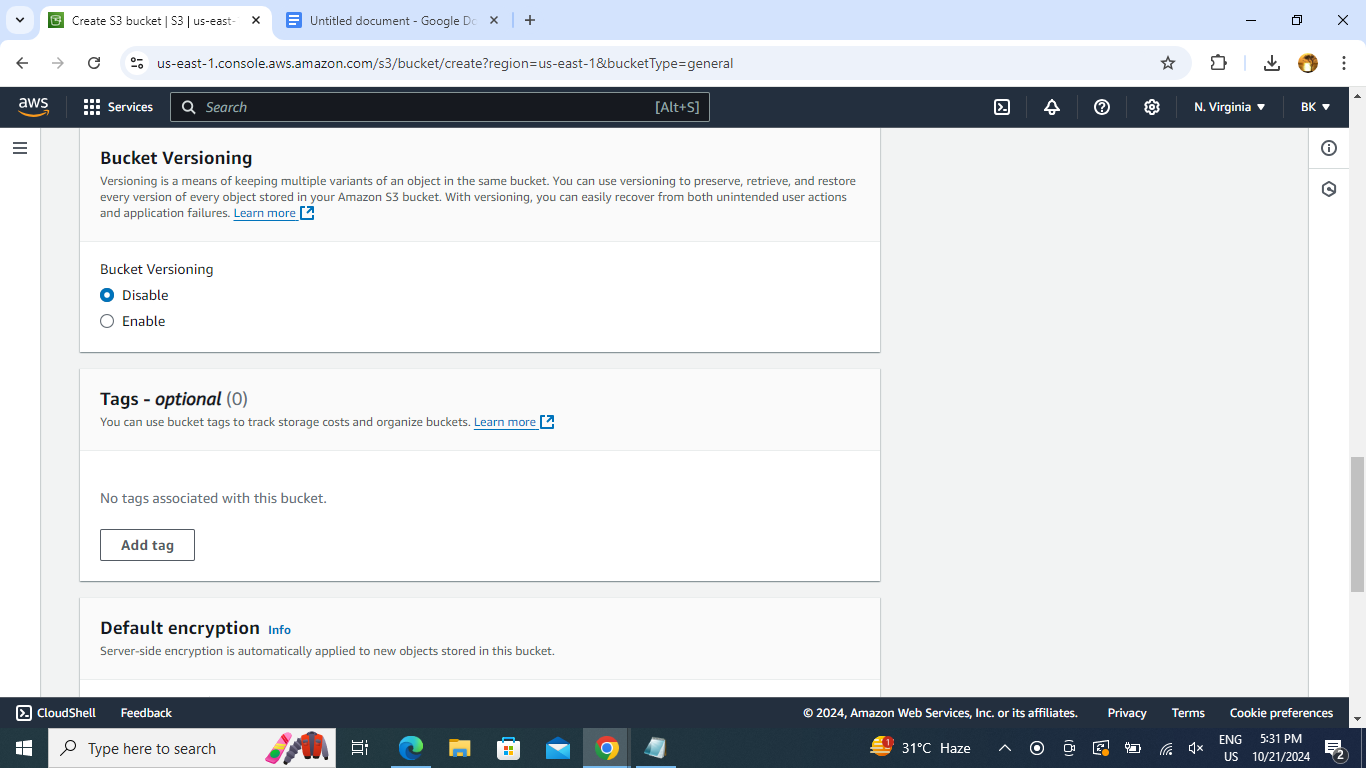 Create S3 bucket | S3 | us-east-
Untitled document - Google Do
us-east-1.console.aws.amazon.com/s3/bucket/create?region=us-east-1&bucketType=general
aws
Services
Search
[Alt+S]
N. Virginia
BK
Bucket Versioning
Versioning is a means of keeping multiple variants of an object in the same bucket. You can use versioning to preserve, retrieve, and restore
every version of every object stored in your Amazon S3 bucket. With versioning, you can easily recover from both unintended user actions
and application failures. Learn more
Bucket Versioning
Disable
Enable
Tags - optional (0)
You can use bucket tags to track storage costs and organize buckets. Learn more
No tags associated with this bucket.
Add tag
Default encryption Info
Server-side encryption is automatically applied to new objects stored in this bucket.
CloudShell
Feedback
© 2024, Amazon Web Services, Inc. or its affiliates.
Privacy
Terms
Cookie preferences
Type here to search
1
31°C Haze
ENG
US
5:31 PM
10/21/2024
2